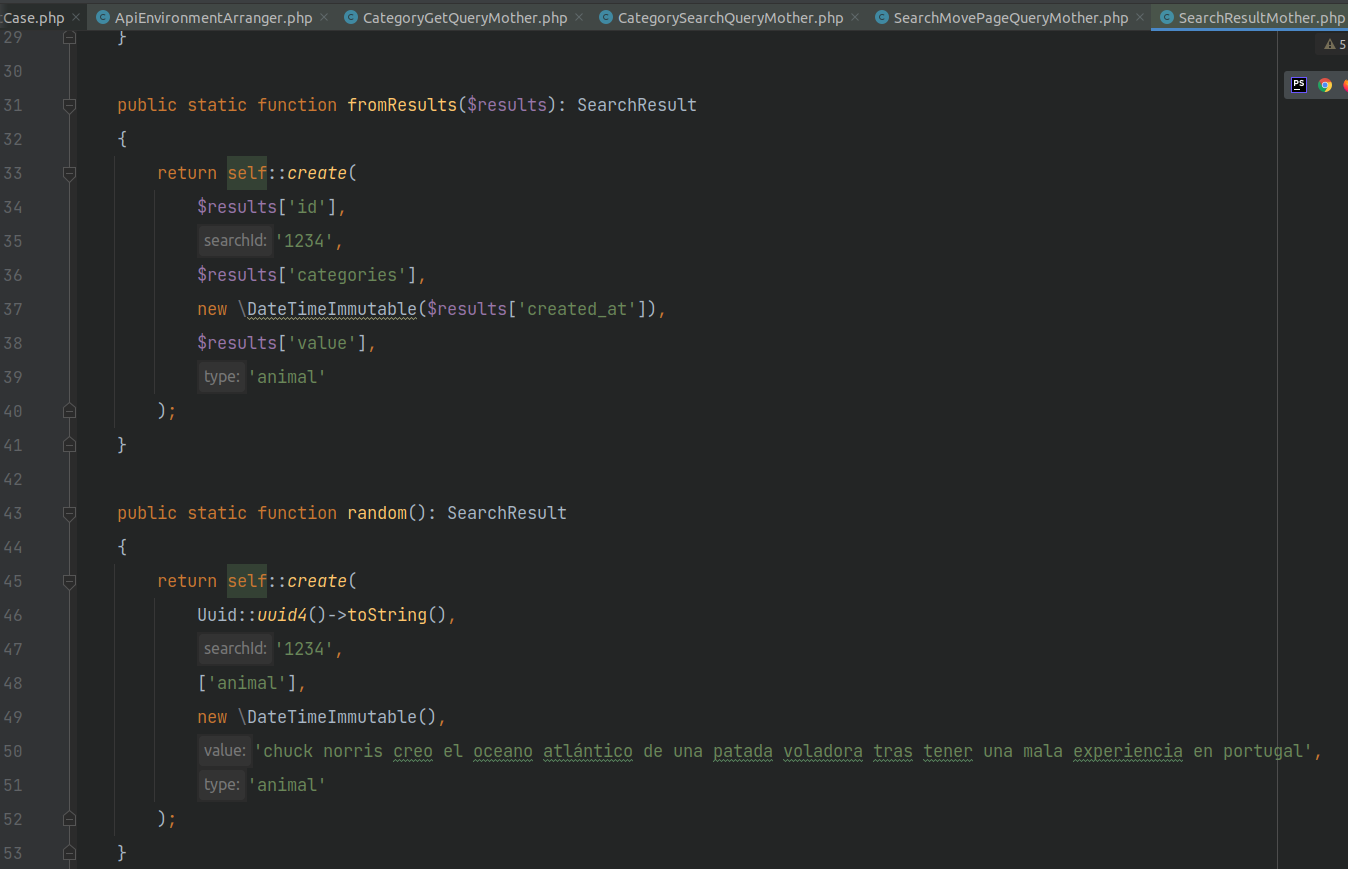 Case.php ApiEnvironmentArranger.php CategoryGetQueryMother.php CategorySearchQueryMother.php SearchMovePageQueryMother.php SearchResultMother.php
29 }
5
30
31 public static function fromResults($results): SearchResult
PS
32 {
33 return self::create(
34 $results['id'],
35 searchId: '1234',
36 $results['categories'],
37 new \DateTimeImmutable($results['created_at']),
38 $results['value'],
39 type: 'animal'
40 );
41 }
42
43 public static function random(): SearchResult
44 {
45 return self::create(
46 Uuid::uuid4()->toString(),
47 searchId: '1234',
48 ['animal'],
49 new \DateTimeImmutable(),
50 value: 'chuck norris creo el oceano atlántico de una patada voladora tras tener una mala experiencia en portugal',
51 type: 'animal'
52 );
53 }